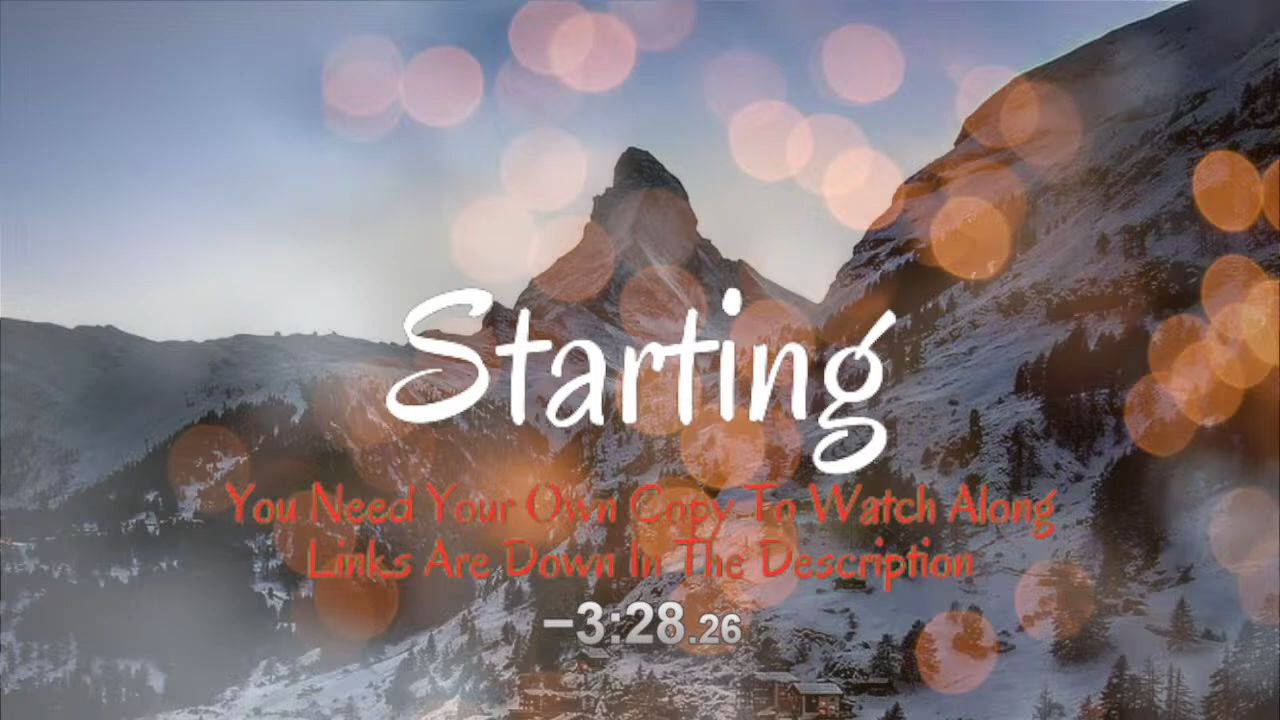 Starting
You Need Your Own Copy To Watch Along
Links Are Down In The Description
−3:28.26